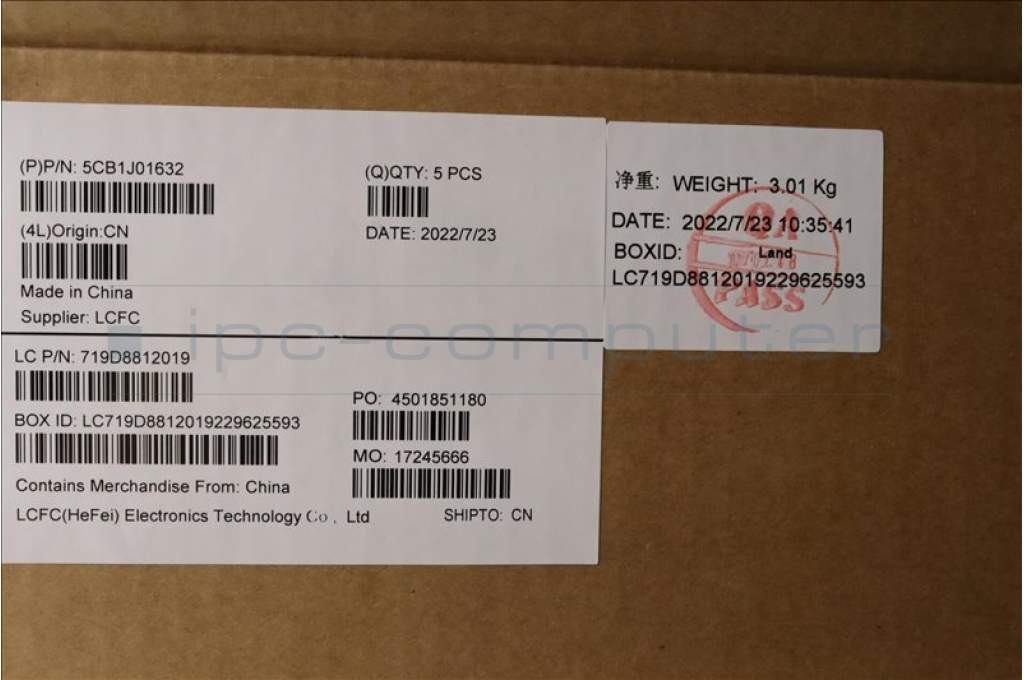 (P)P/N: 5CB1J01632
(Q)QTY: 5 PCS
(4L)Origin:CN
DATE: 2022/7/23
Made in China
Supplier: LCFC
LC P/N: 719D8812019
PO: 4501851180
BOX ID: LC719D8812019229625593
MO: 17245666
Contains Merchandise From: China
LCFC(HeFei) Electronics Technology Co , Ltd
SHIPTO: CN
净重: WEIGHT: 3.01 Kg
DATE: 2022/7/23 10:35:41
BOXID: Land
LC719D8812019229625593
QA
PASS
ipc-computer